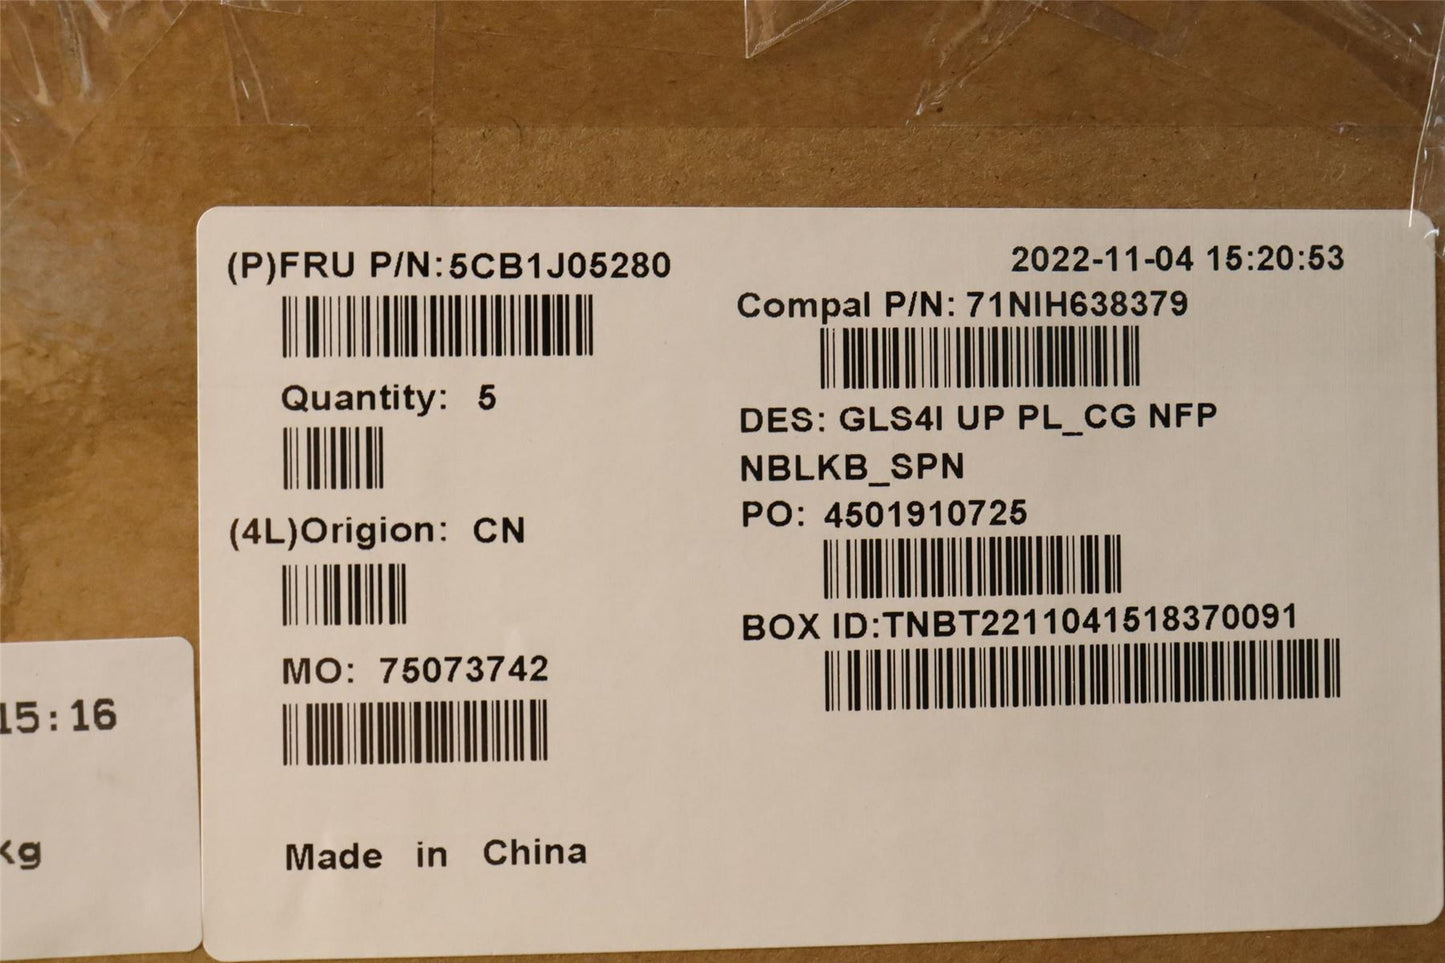 (P)FRU P/N:5CB1J05280
Quantity: 5
(4L)Origion: CN
MO: 75073742
Made in China
2022-11-04 15:20:53
Compal P/N: 71NIH638379
DES: GLS4I UP PL_CG NFP
NBLKB_SPN
PO: 4501910725
BOX ID:TNBT2211041518370091
15:16
Kg